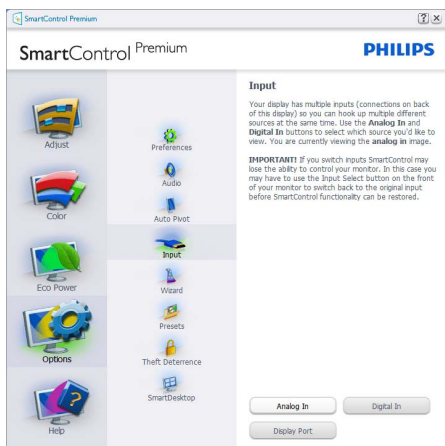 SmartControl Premium
SmartControl Premium
PHILIPS
Adjust
Color
Eco Power
Options
Help
Preferences
Audio
Auto Pivot
Input
Wizard
Presets
Theft Deterrence
SmartDesktop
Input
Your display has multiple inputs (connections on back
of this display) so you can hook up multiple different
sources at the same time. Use the Analog In and
Digital In buttons to select which source you'd like to
view. You are currently viewing the analog in image.
IMPORTANT! If you switch inputs SmartControl may
lose the ability to control your monitor. In this case you
may have to use the Input Select button on the front
of your monitor to switch back to the original input
before SmartControl functionality can be restored.
Analog In
Digital In
Display Port